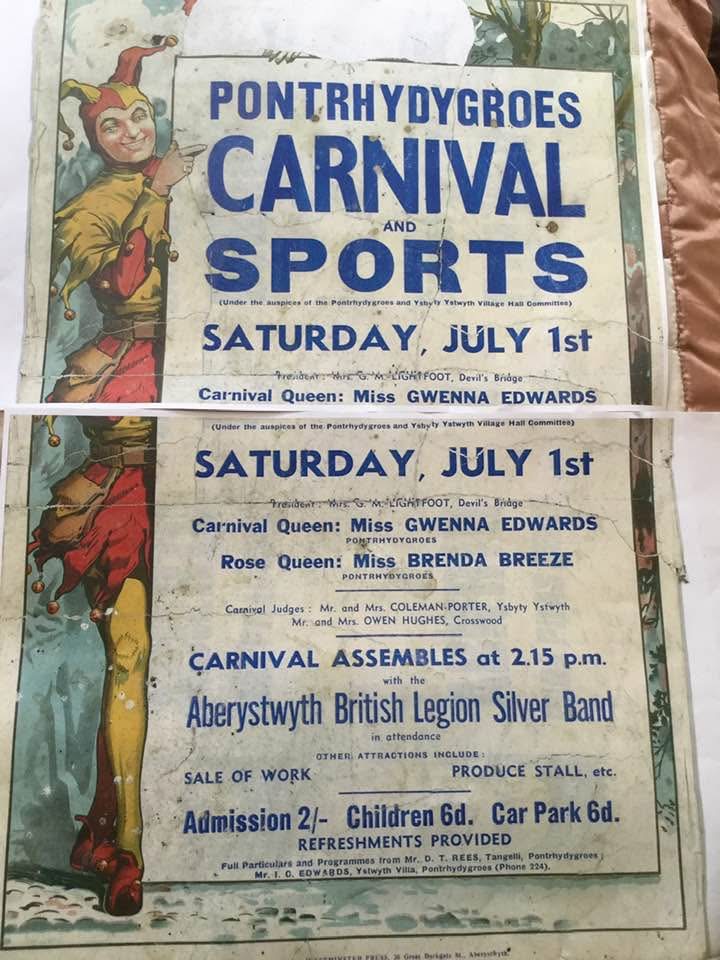 PONTRHYDYGROES
CARNIVAL
AND
SPORTS
(Under the auspices of the Pontrhydygroes and Ysbyty Ystwyth Village Hall Committee)
SATURDAY, JULY 1st
President: Mrs. G. M. LIGHTFOOT, Devil's Bridge
Carnival Queen: Miss GWENNA EDWARDS
(Under the auspices of the Pontrhydygroes and Ysbyty Ystwyth Village Hall Committee)
SATURDAY, JULY 1st
President: Mrs. G. M. LIGHTFOOT, Devil's Bridge
Carnival Queen: Miss GWENNA EDWARDS
PONTRHYDYGROES
Rose Queen: Miss BRENDA BREEZE
PONTRHYDYGROES
Carnival Judges: Mr. and Mrs. COLEMAN-PORTER, Ysbyty Ystwyth
Mr. and Mrs. OWEN HUGHES, Crosswood
CARNIVAL ASSEMBLES at 2.15 p.m.
with the
Aberystwyth British Legion Silver Band
in attendance
OTHER ATTRACTIONS INCLUDE:
SALE OF WORK PRODUCE STALL, etc.
Admission 2/- Children 6d. Car Park 6d.
REFRESHMENTS PROVIDED
Full Particulars and Programmes from Mr. D. T. REES, Tangelli, Pontrhydygroes;
Mr. I. C. EDWARDS, Ystwyth Villa, Pontrhydygroes (Phone 224).
PRESS, 36 Great Darkgate St., Aberystwyth